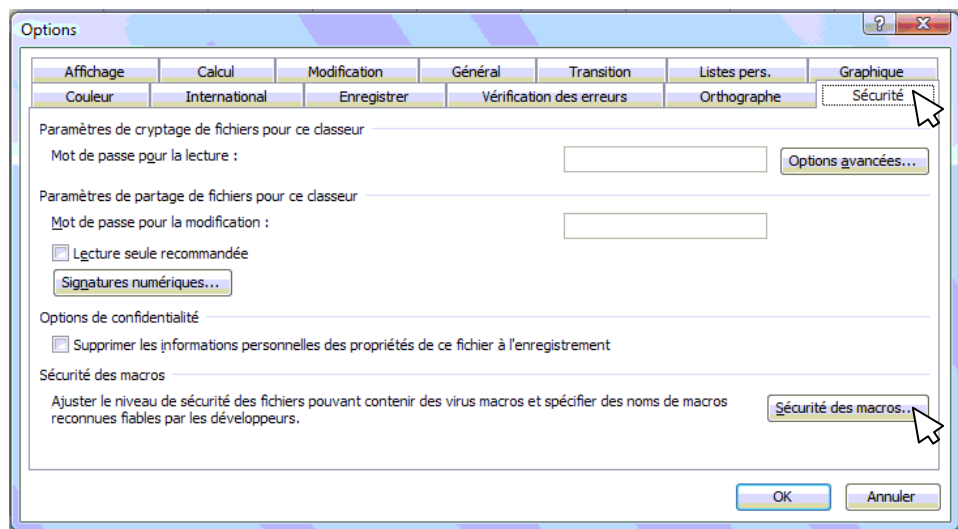 Options
Affichage Calcul Modification Général Transition Listes pers. Graphique
Couleur International Enregistrer Vérification des erreurs Orthographe Sécurité
Paramètres de cryptage de fichiers pour ce classeur
Mot de passe pour la lecture :
Options avancées...
Paramètres de partage de fichiers pour ce classeur
Mot de passe pour la modification :
Lecture seule recommandée
Signatures numériques...
Options de confidentialité
Supprimer les informations personnelles des propriétés de ce fichier à l'enregistrement
Sécurité des macros
Ajuster le niveau de sécurité des fichiers pouvant contenir des virus macros et spécifier des noms de macros
reconnues fiables par les développeurs.
Sécurité des macros...
OK Annuler